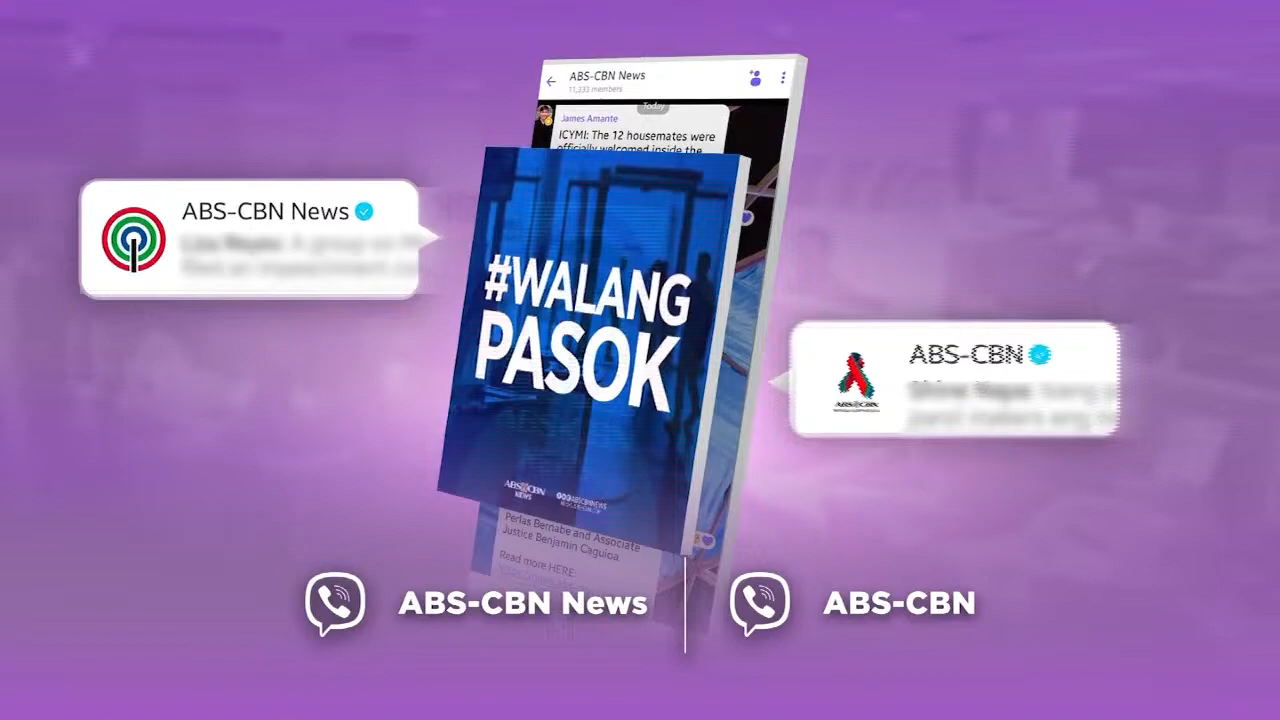 ABS-CBN News
11,333 members
Today
James Amante
ICYMI: The 12 housemates were
officially welcomed inside the
ABS-CBN News
#WALANG
PASOK
ABS-CBN
ABS-CBN
ABS-CBN
NEWS
Perlas Bernabe and Associate
Justice Benjamin Caguioa.
Read more HERE:
ABS-CBN News
ABS-CBN